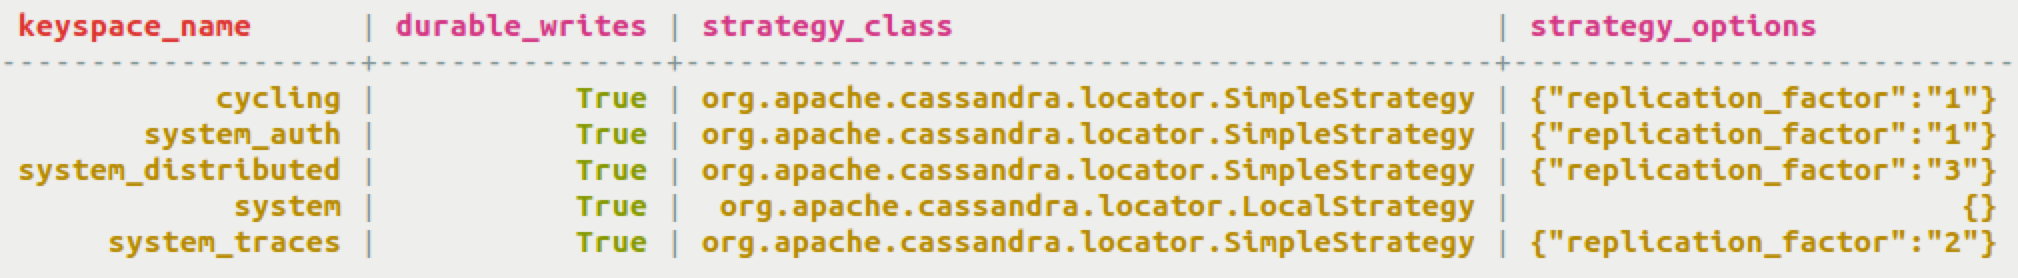 keyspace_name | durable_writes | strategy_class | strategy_options
--------------------+----------------+---------------------------------------------+----------------------------
cycling | True | org.apache.cassandra.locator.SimpleStrategy | {"replication_factor":"1"}
system_auth | True | org.apache.cassandra.locator.SimpleStrategy | {"replication_factor":"1"}
system_distributed | True | org.apache.cassandra.locator.SimpleStrategy | {"replication_factor":"3"}
system | True | org.apache.cassandra.locator.LocalStrategy | {}
system_traces | True | org.apache.cassandra.locator.SimpleStrategy | {"replication_factor":"2"}